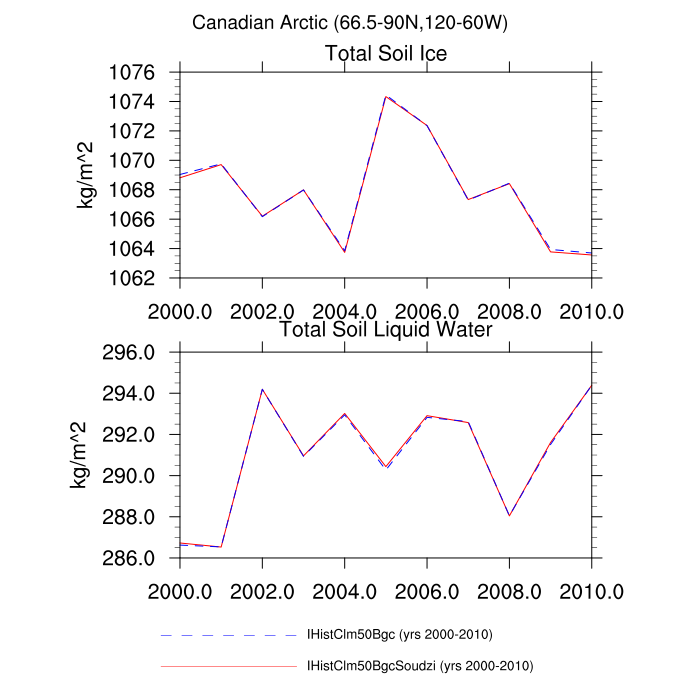 Canadian Arctic (66.5-90N,120-60W)
Total Soil Ice
1076
1074
1072
1070
1068
1066
1064
1062
kg/m^2
2000.0 2002.0 2004.0 2006.0 2008.0 2010.0
Total Soil Liquid Water
296.0
294.0
292.0
290.0
288.0
286.0
kg/m^2
2000.0 2002.0 2004.0 2006.0 2008.0 2010.0
IHistClm50Bgc (yrs 2000-2010)
IHistClm50BgcSoudzi (yrs 2000-2010)